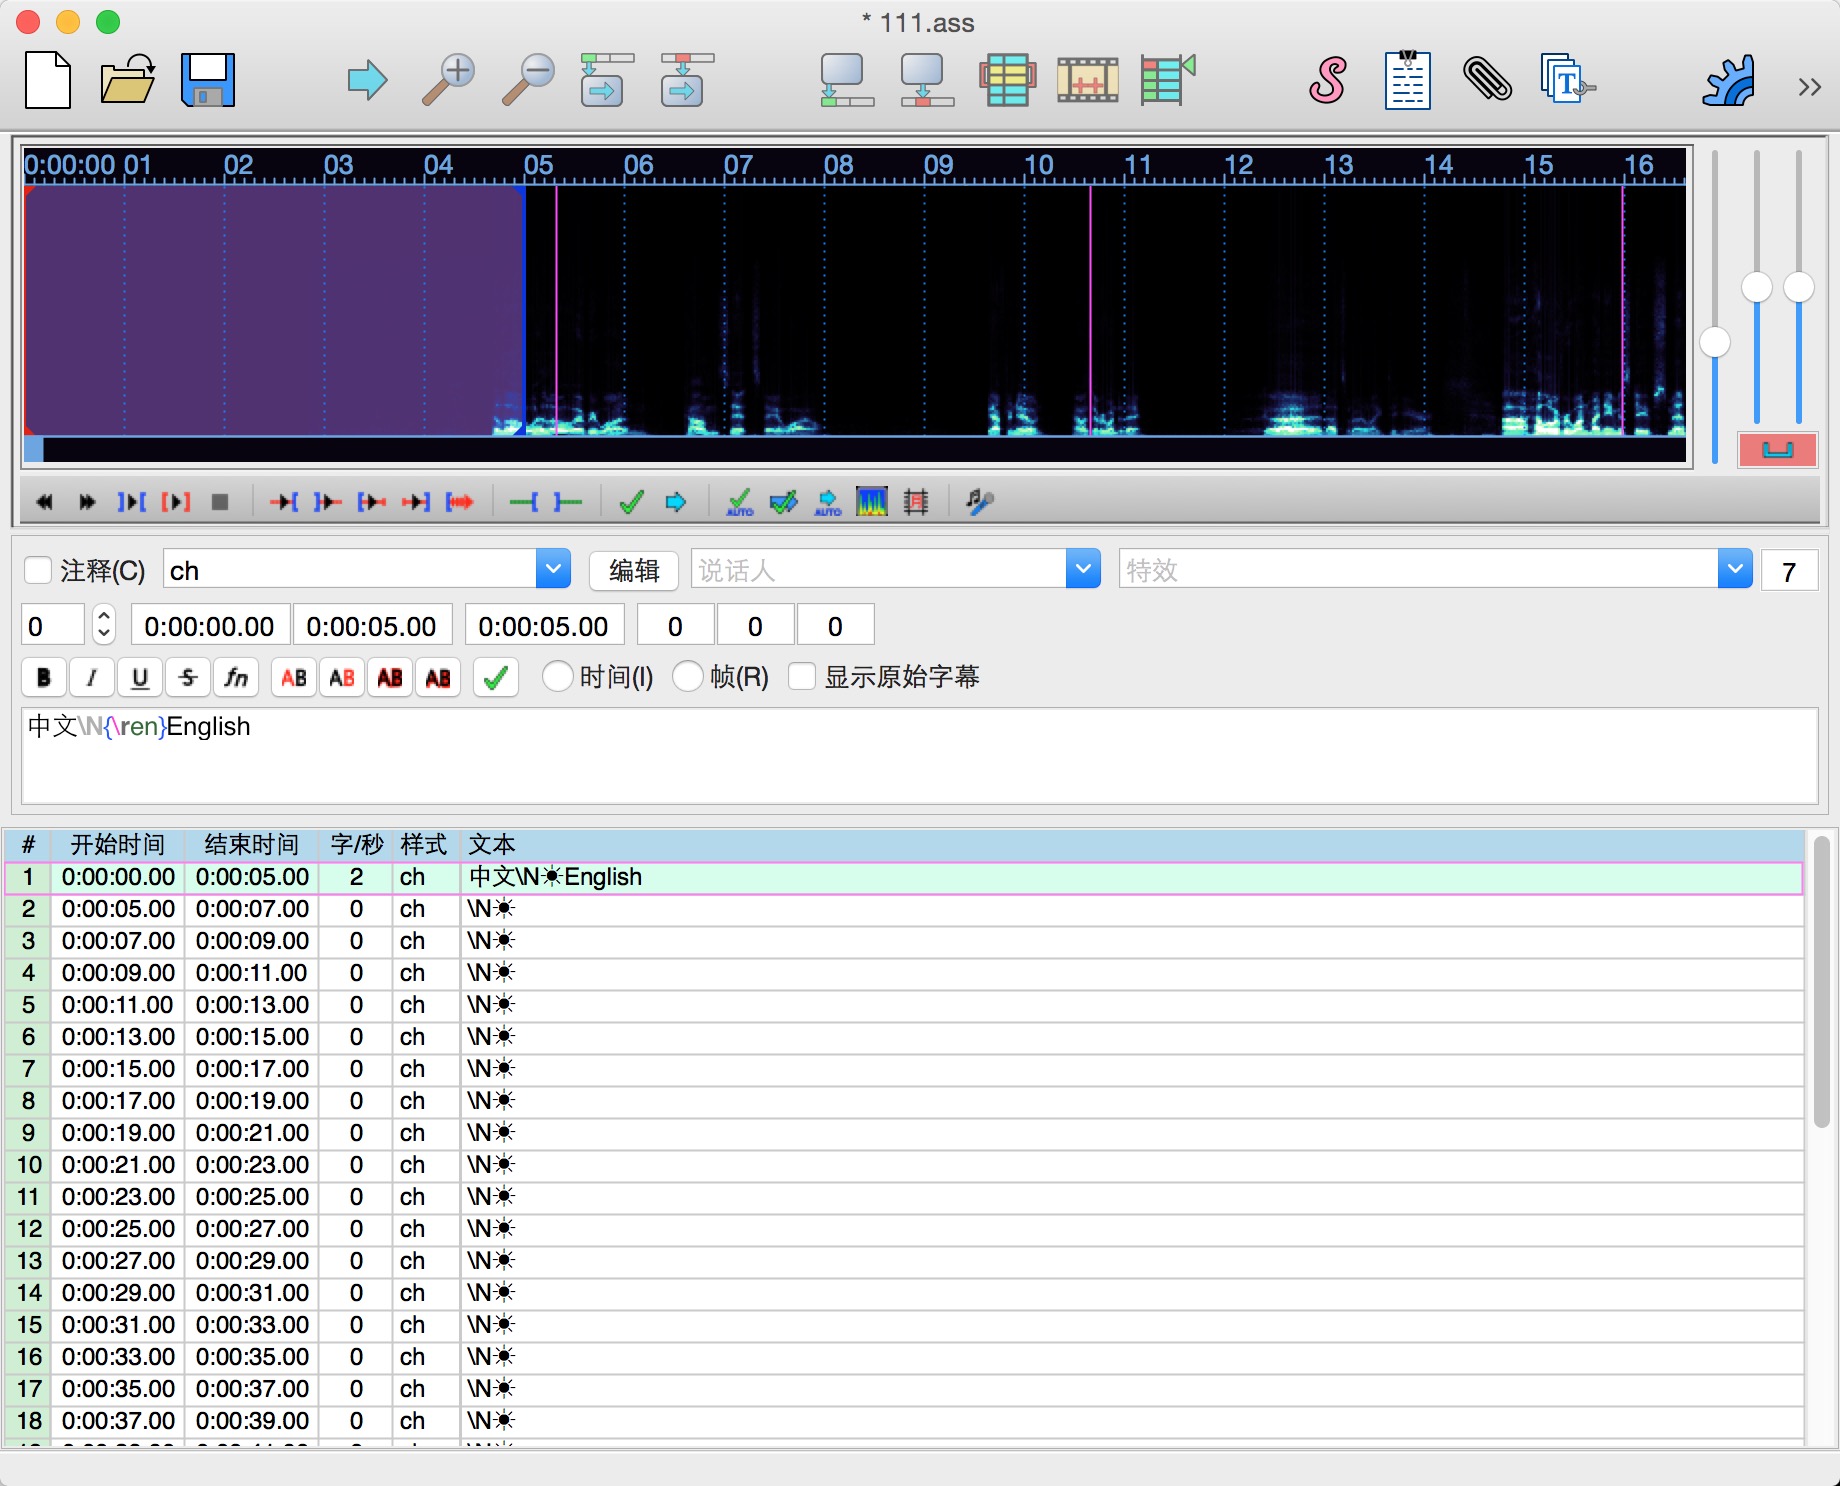 * 111.ass
0:00:00 01 02 03 04 05 06 07 08 09 10 11 12 13 14 15 16
AUTO AUTO
注释(C) ch 编辑 说话人 特效 7
0 0:00:00.00 0:00:05.00 0:00:05.00 0 0 0
B I U S fn AB AB AB AB 时间(I) 帧(R) 显示原始字幕
中文\N{\ren}English
# 开始时间 结束时间 字/秒 样式 文本
1 0:00:00.00 0:00:05.00 2 ch 中文\N☀English
2 0:00:05.00 0:00:07.00 0 ch \N☀
3 0:00:07.00 0:00:09.00 0 ch \N☀
4 0:00:09.00 0:00:11.00 0 ch \N☀
5 0:00:11.00 0:00:13.00 0 ch \N☀
6 0:00:13.00 0:00:15.00 0 ch \N☀
7 0:00:15.00 0:00:17.00 0 ch \N☀
8 0:00:17.00 0:00:19.00 0 ch \N☀
9 0:00:19.00 0:00:21.00 0 ch \N☀
10 0:00:21.00 0:00:23.00 0 ch \N☀
11 0:00:23.00 0:00:25.00 0 ch \N☀
12 0:00:25.00 0:00:27.00 0 ch \N☀
13 0:00:27.00 0:00:29.00 0 ch \N☀
14 0:00:29.00 0:00:31.00 0 ch \N☀
15 0:00:31.00 0:00:33.00 0 ch \N☀
16 0:00:33.00 0:00:35.00 0 ch \N☀
17 0:00:35.00 0:00:37.00 0 ch \N☀
18 0:00:37.00 0:00:39.00 0 ch \N☀